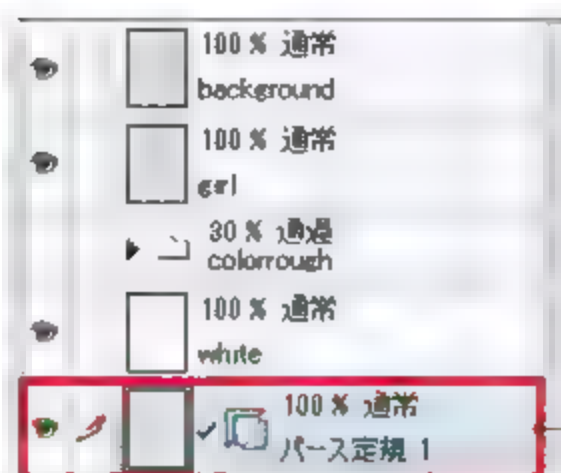 100 % 通常
background
100 % 通常
girl
30 % 通過
colorrough
100 % 通常
white
100 % 通常
パース定規 1